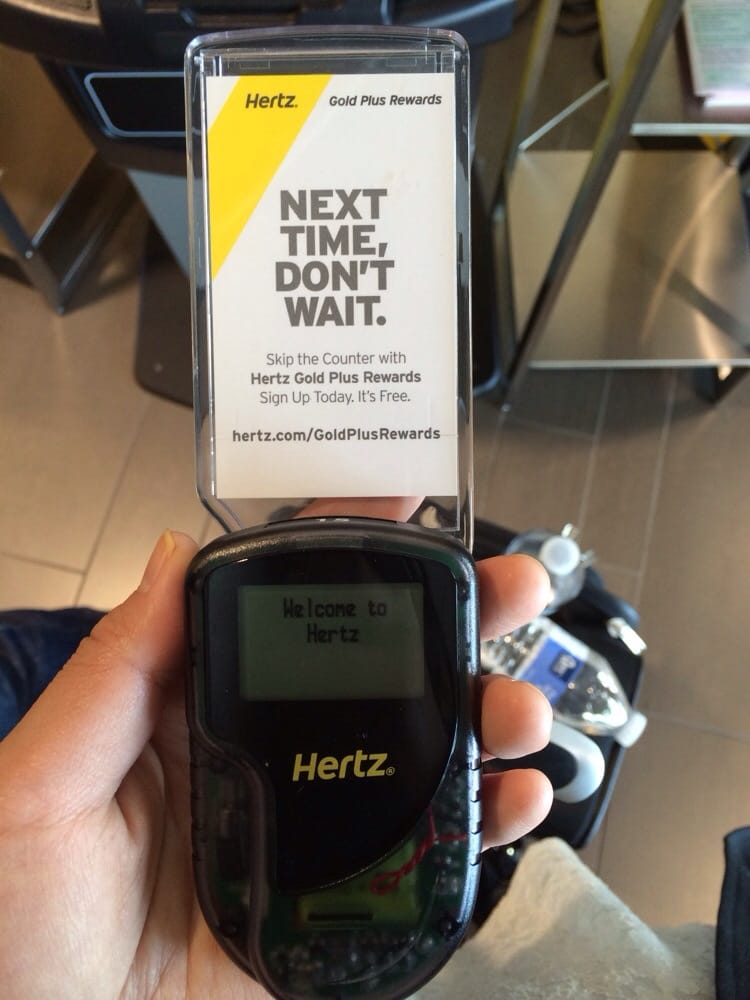 Hertz. Gold Plus Rewards
NEXT
TIME,
DON'T
WAIT.
Skip the Counter with
Hertz Gold Plus Rewards
Sign Up Today. It's Free.
hertz.com/GoldPlusRewards
Welcome to
Hertz
Hertz®